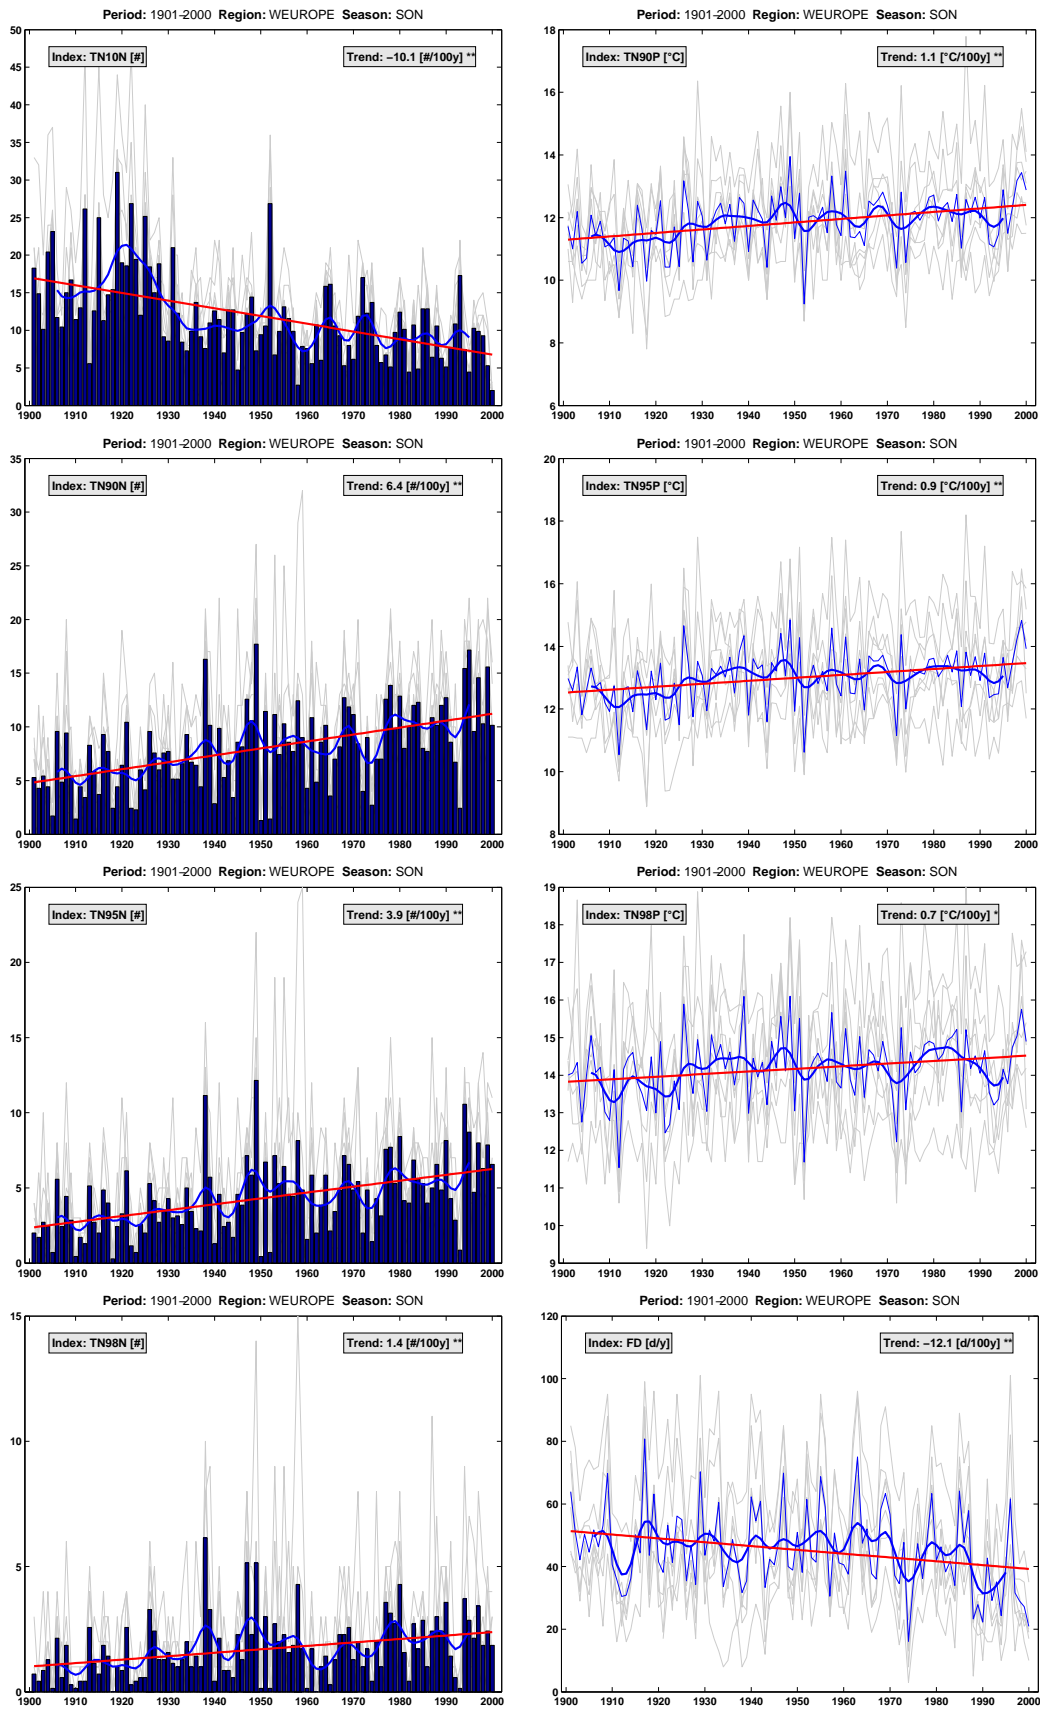 Period: 1901-2000 Region: WEUROPE Season: SON
Index: TN10N [#]
Trend: −10.1 [#/100y] **
50
45
40
35
30
25
20
15
10
5
0
1900 1910 1920 1930 1940 1950 1960 1970 1980 1990 2000
Period: 1901-2000 Region: WEUROPE Season: SON
Index: TN90P [°C]
Trend: 1.1 [°C/100y] **
18
16
14
12
10
8
6
1900 1910 1920 1930 1940 1950 1960 1970 1980 1990 2000
Period: 1901-2000 Region: WEUROPE Season: SON
Index: TN90N [#]
Trend: 6.4 [#/100y] **
35
30
25
20
15
10
5
0
1900 1910 1920 1930 1940 1950 1960 1970 1980 1990 2000
Period: 1901-2000 Region: WEUROPE Season: SON
Index: TN95P [°C]
Trend: 0.9 [°C/100y] **
20
18
16
14
12
10
8
1900 1910 1920 1930 1940 1950 1960 1970 1980 1990 2000
Period: 1901-2000 Region: WEUROPE Season: SON
Index: TN95N [#]
Trend: 3.9 [#/100y] **
25
20
15
10
5
0
1900 1910 1920 1930 1940 1950 1960 1970 1980 1990 2000
Period: 1901-2000 Region: WEUROPE Season: SON
Index: TN98P [°C]
Trend: 0.7 [°C/100y] *
19
18
17
16
15
14
13
12
11
10
9
1900 1910 1920 1930 1940 1950 1960 1970 1980 1990 2000
Period: 1901-2000 Region: WEUROPE Season: SON
Index: TN98N [#]
Trend: 1.4 [#/100y] **
15
10
5
0
1900 1910 1920 1930 1940 1950 1960 1970 1980 1990 2000
Period: 1901-2000 Region: WEUROPE Season: SON
Index: FD [d/y]
Trend: −12.1 [d/100y] **
120
100
80
60
40
20
0
1900 1910 1920 1930 1940 1950 1960 1970 1980 1990 2000